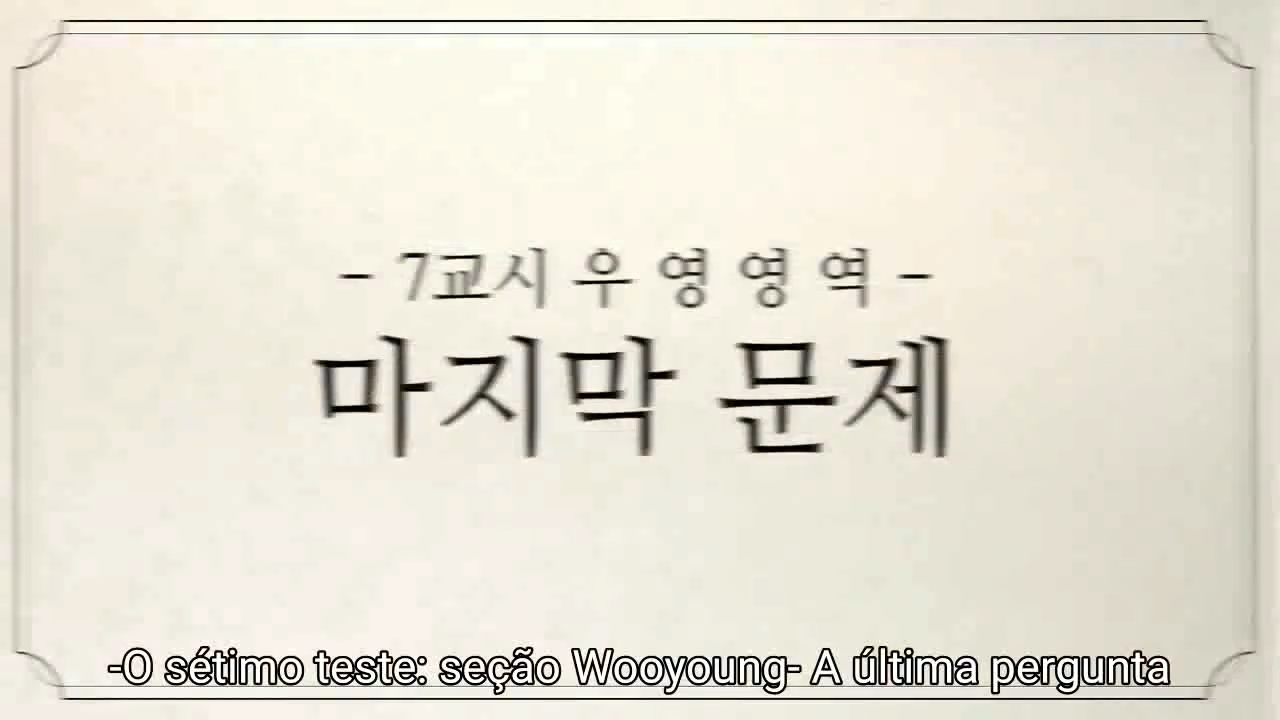 - 7교시 우 영 영 역 -
마지막 문제
-O sétimo teste: seção Wooyoung- A última pergunta